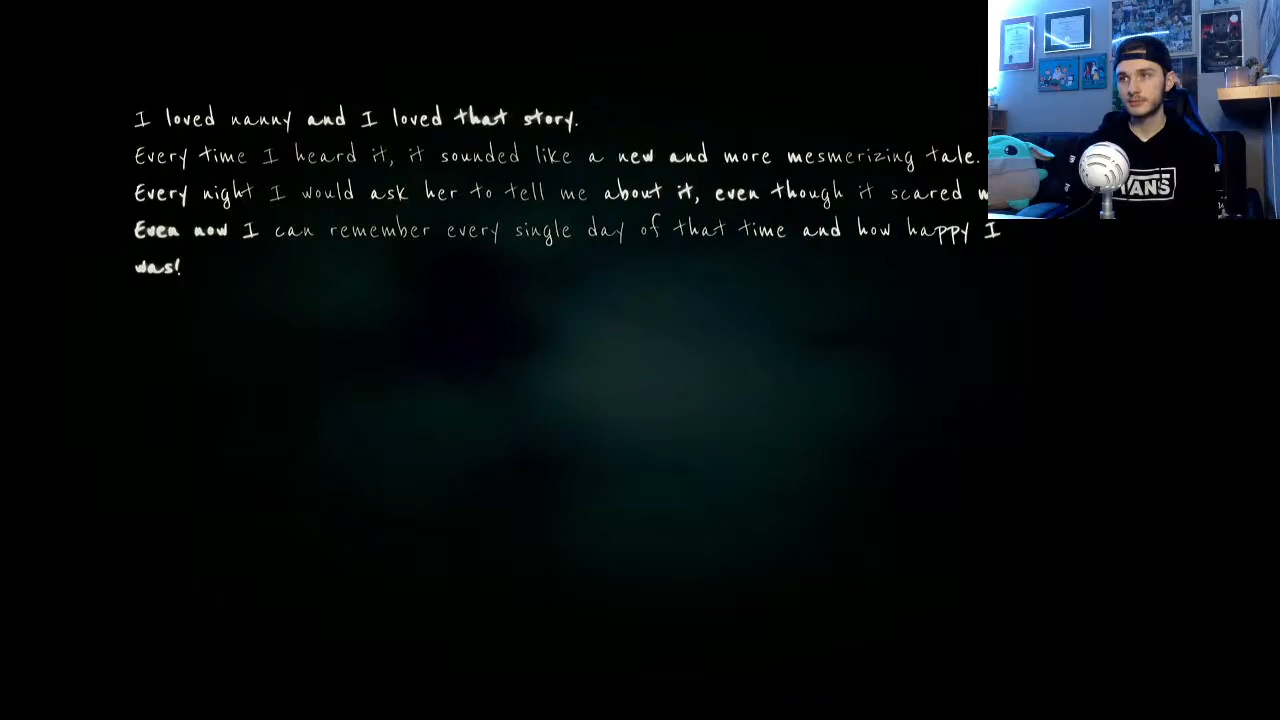 I loved nanny and I loved that story.
Every time I heard it, it sounded like a new and more mesmerizing tale.
Every night I would ask her to tell me about it, even though it scared
Even now I can remember every single day of that time and how happy I
was!
VANS